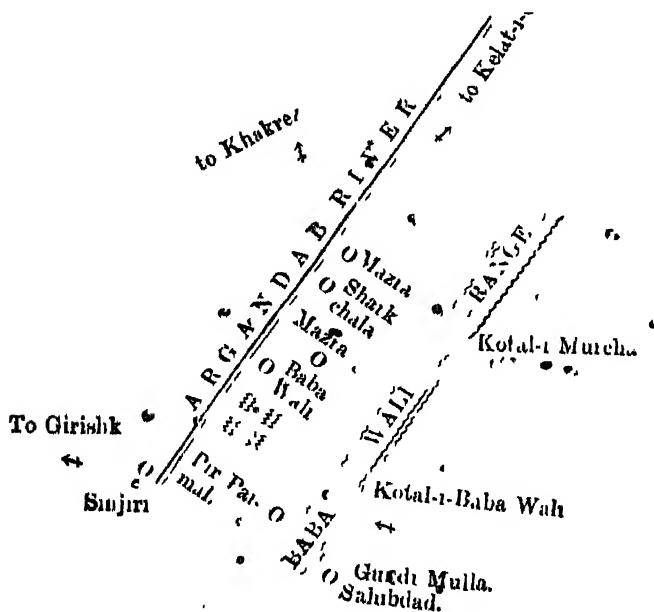 to Kelat-i-
to Khakre
ARGANDAB RIVER
Mazra
Shaik
chala
Mazra
Baba
Wali
BABA WALI RANGE
Kotal-i Murcha
To Girishk
Sinjiri
Pir Pai-
mal.
Kotal-i-Baba Wali
Gundi Mulla.
Sahibdad.